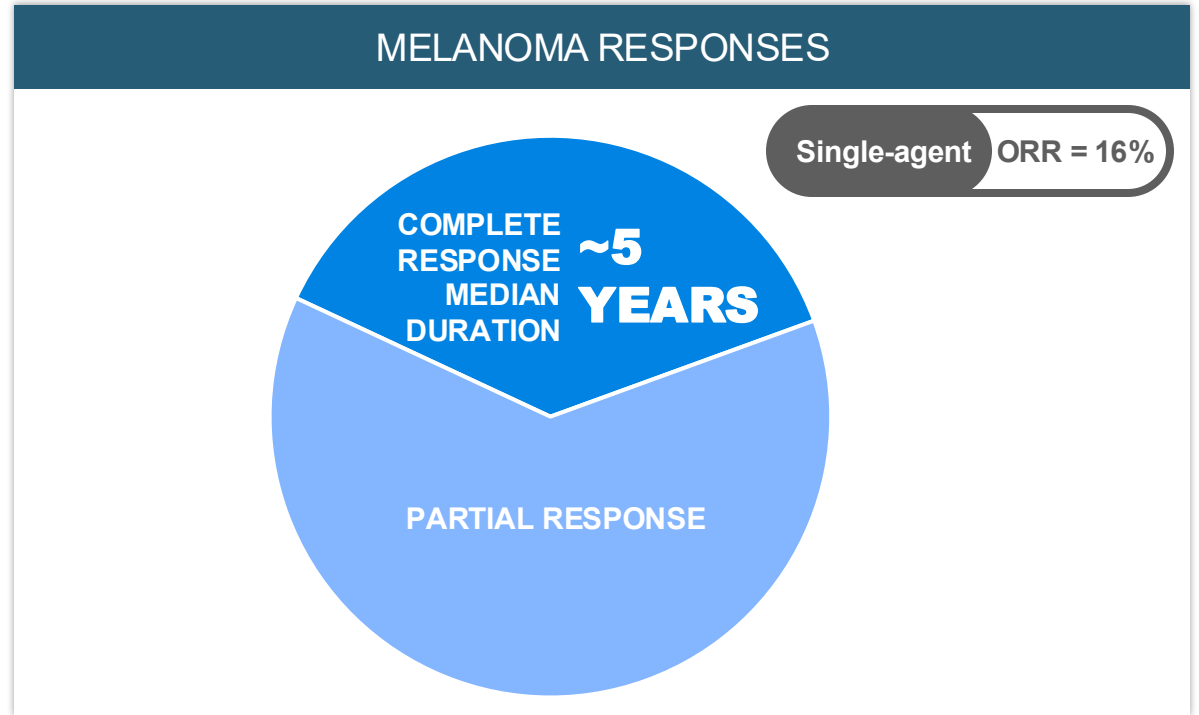 MELANOMA RESPONSES
Single-agent ORR = 16%
COMPLETE
RESPONSE
MEDIAN
DURATION
~5
YEARS
PARTIAL RESPONSE